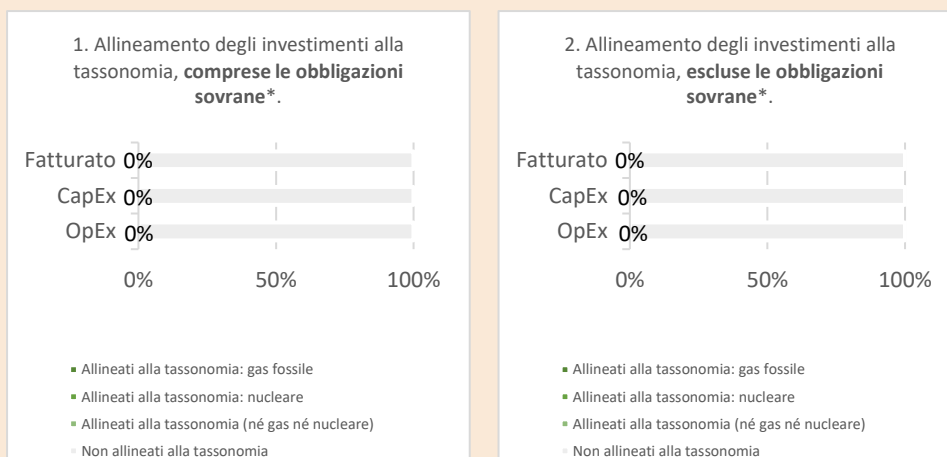 1. Allineamento degli investimenti alla
tassonomia, comprese le obbligazioni
sovrane*.
Fatturato 0%
CapEx 0%
OpEx 0%
0% 50% 100%
Allineati alla tassonomia: gas fossile
Allineati alla tassonomia: nucleare
Allineati alla tassonomia (né gas né nucleare)
Non allineati alla tassonomia
2. Allineamento degli investimenti alla
tassonomia, escluse le obbligazioni
sovrane*.
Fatturato 0%
CapEx 0%
OpEx 0%
0% 50% 100%
Allineati alla tassonomia: gas fossile
Allineati alla tassonomia: nucleare
Allineati alla tassonomia (né gas né nucleare)
Non allineati alla tassonomia